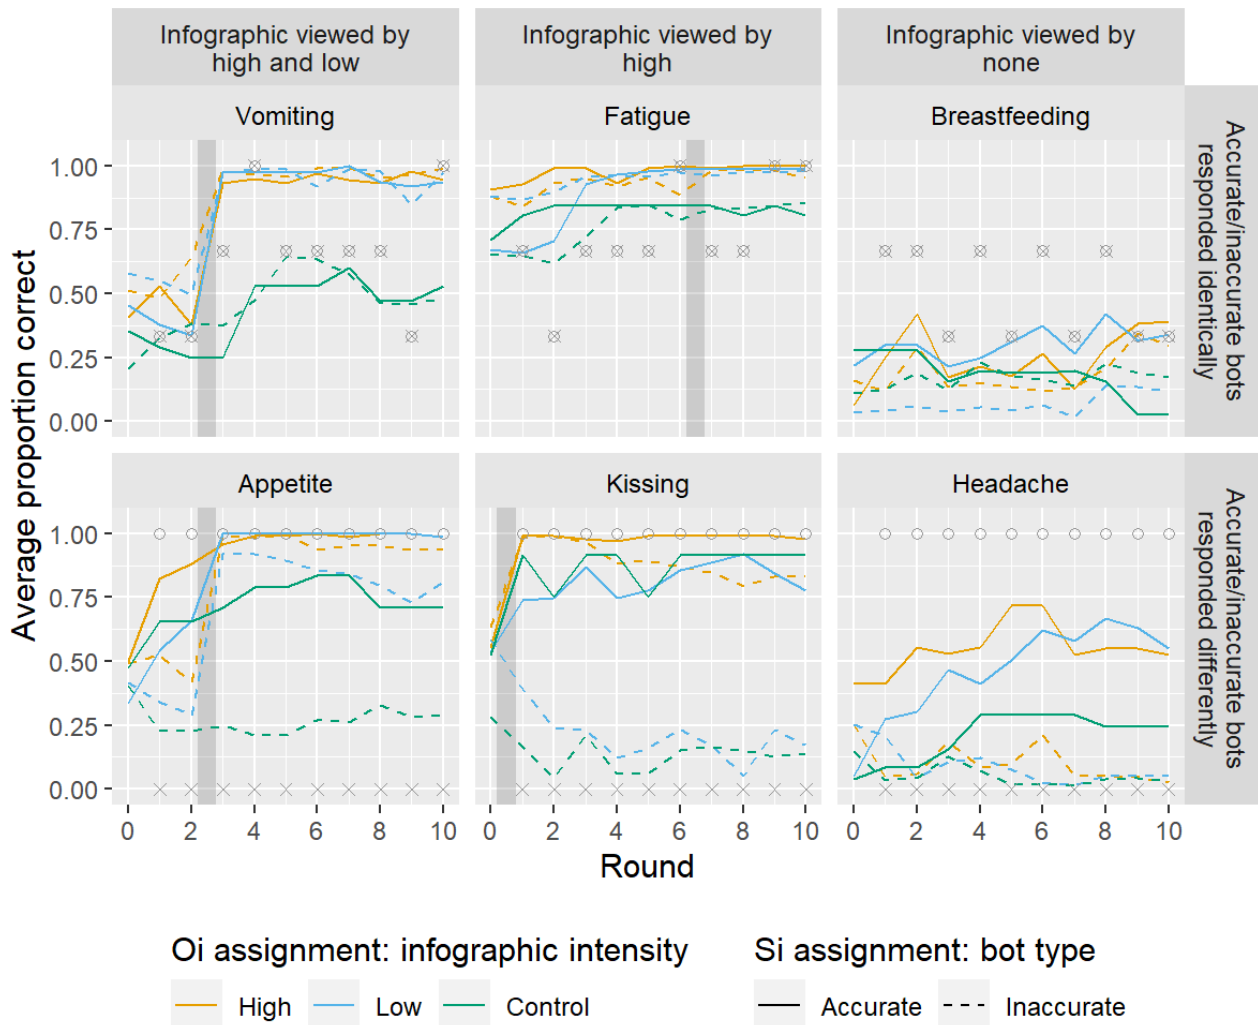 Infographic viewed by
high and low
Infographic viewed by
high
Infographic viewed by
none
Vomiting
Fatigue
Breastfeeding
Accurate/inaccurate bots
responded identically
1.00
0.75
0.50
0.25
0.00
Average proportion correct
Appetite
Kissing
Headache
Accurate/inaccurate bots
responded differently
1.00
0.75
0.50
0.25
0.00
0 2 4 6 8 10
0 2 4 6 8 10
0 2 4 6 8 10
Round
Oi assignment: infographic intensity
High Low Control
Si assignment: bot type
Accurate Inaccurate